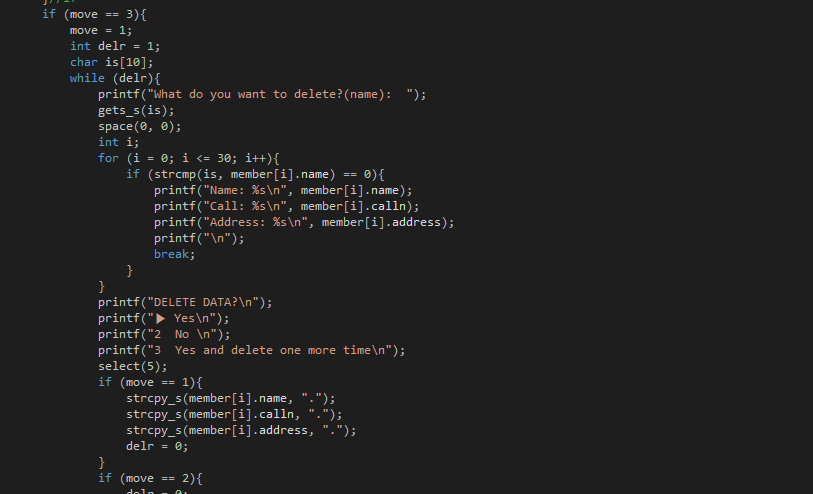 if (move == 3){
move = 1;
int delr = 1;
char is[10];
while (delr){
printf("What do you want to delete?(name):  ");
gets_s(is);
space(0, 0);
int i;
for (i = 0; i <= 30; i++){
if (strcmp(is, member[i].name) == 0){
printf("Name: %s\n", member[i].name);
printf("Call: %s\n", member[i].calln);
printf("Address: %s\n", member[i].address);
printf("\n");
break;
}
}
printf("DELETE DATA?\n");
printf("▶ Yes\n");
printf("2  No \n");
printf("3  Yes and delete one more time\n");
select(5);
if (move == 1){
strcpy_s(member[i].name, ".");
strcpy_s(member[i].calln, ".");
strcpy_s(member[i].address, ".");
delr = 0;
}
if (move == 2){
delr = 0;